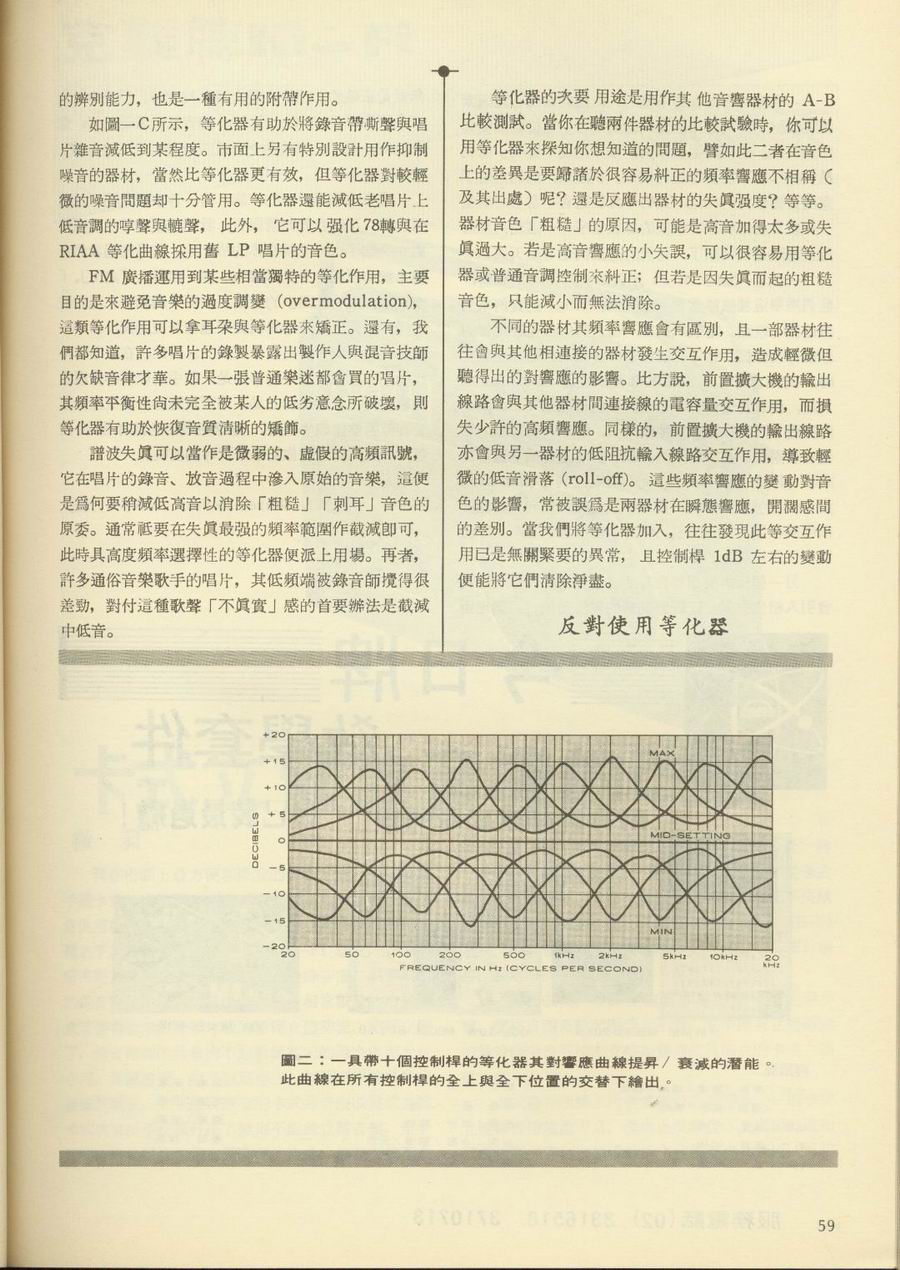 的辨別能力，也是一種有用的附帶作用。
如圖一C所示，等化器有助於將錄音帶嘶聲與唱
片雜音減低到某程度。市面上另有特別設計用作抑制
噪音的器材，當然比等化器更有效，但等化器對較輕
微的噪音問題却十分管用。等化器還能減低老唱片上
低音調的哼聲與轆聲，此外，它可以强化78轉與在
RIAA 等化曲線採用舊 LP 唱片的音色。
FM 廣播運用到某些相當獨特的等化作用，主要
目的是來避免音樂的過度調變 (overmodulation)，
這類等化作用可以拿耳朶與等化器來矯正。還有，我
們都知道，許多唱片的錄製暴露出製作人與混音技師
的欠缺音律才華。如果一張普通樂迷都會買的唱片，
其頻率平衡性尙未完全被某人的低劣意念所破壞，則
等化器有助於恢復音質清晰的矯飾。
諧波失眞可以當作是微弱的、虛假的高頻訊號，
它在唱片的錄音、放音過程中滲入原始的音樂，這便
是爲何要稍減低高音以消除「粗糙」「刺耳」音色的
原委。通常祗要在失眞最强的頻率範圍作截減卽可，
此時具高度頻率選擇性的等化器便派上用場。再者，
許多通俗音樂歌手的唱片，其低頻端被錄音師攪得很
差勁，對付這種歌聲「不眞實」感的首要辦法是截減
中低音。
等化器的次要用途是用作其他音響器材的 A-B
比較測試。當你在聽兩件器材的比較試驗時，你可以
用等化器來探知你想知道的問題，譬如此二者在音色
上的差異是要歸諸於很容易糾正的頻率響應不相稱（
及其出處）呢？還是反應出器材的失眞强度？等等。
器材音色「粗糙」的原因，可能是高音加得太多或失
眞過大。若是高音響應的小失誤，可以很容易用等化
器或普通音調控制來糾正；但若是因失眞而起的粗糙
音色，只能減小而無法消除。
不同的器材其頻率響應會有區別，且一部器材往
往會與其他相連接的器材發生交互作用，造成輕微但
聽得出的對響應的影響。比方說，前置擴大機的輸出
線路會與其他器材間連接線的電容量交互作用，而損
失少許的高頻響應。同樣的，前置擴大機的輸出線路
亦會與另一器材的低阻抗輸入線路交互作用，導致輕
微的低音滑落 (roll-off)。這些頻率響應的變動對音
色的影響，常被誤爲是兩器材在瞬態響應，開濶感間
的差別。當我們將等化器加入，往往發現此等交互作
用已是無關緊要的異常，且控制桿 1dB 左右的變動
便能將它們清除淨盡。
反對使用等化器
DECIBELS
+20
+15
+10
+5
0
-5
-10
-15
-20
MAX
MID-SETTING
MIN
20 50 100 200 500 1kHz 2kHz 5kHz 10kHz 20 kHz
FREQUENCY IN Hz (CYCLES PER SECOND)
圖二：一具帶十個控制桿的等化器其對響應曲線提昇/衰減的潛能。
此曲線在所有控制桿的全上與全下位置的交替下繪出。
59